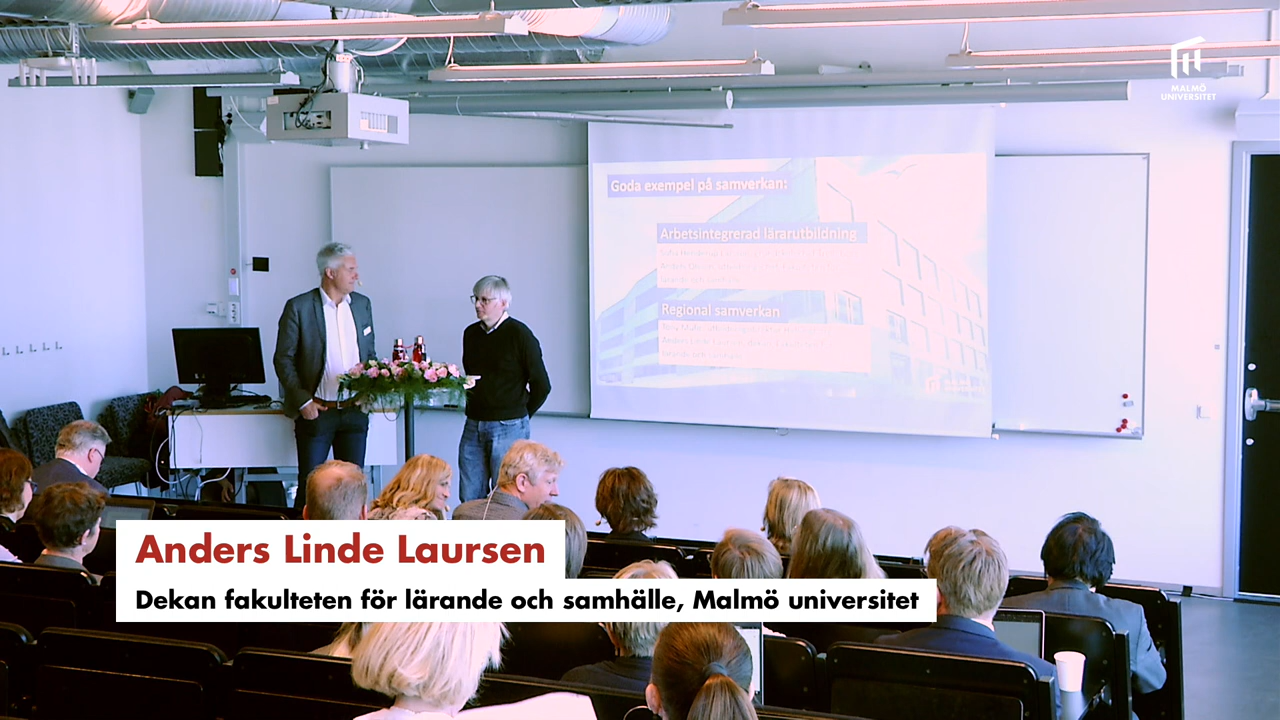 MALMÖ
UNIVERSITET
Goda exempel på samverkan:
Arbetsintegrerad lärarutbildning
Regional samverkan
Anders Linde Laursen
Dekan fakulteten för lärande och samhälle, Malmö universitet